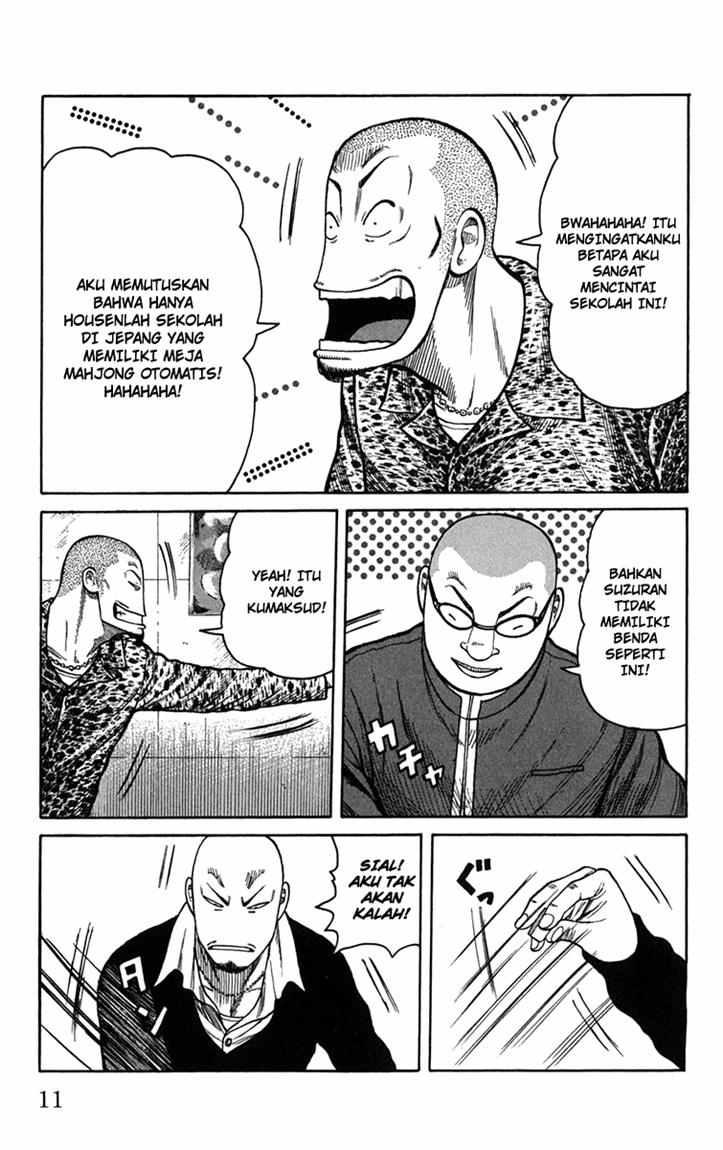 BWAHAHAHA! ITU
MENGINGATKANKU
BETAPA AKU
SANGAT
MENCINTAI
SEKOLAH INI!
AKU MEMUTUSKAN
BAHWA HANYA
HOUSENLAH SEKOLAH
DI JEPANG YANG
MEMILIKI MEJA
MAHJONG OTOMATIS!
HAHAHAHA!
BAHKAN
SUZURAN
TIDAK
MEMILIKI
BENDA
SEPERTI
INI!
カチャ
YEAH! ITU
YANG
KUMAKSUD!
ぐっ
SIAL!
AKU TAK
AKAN
KALAH!
タン
11